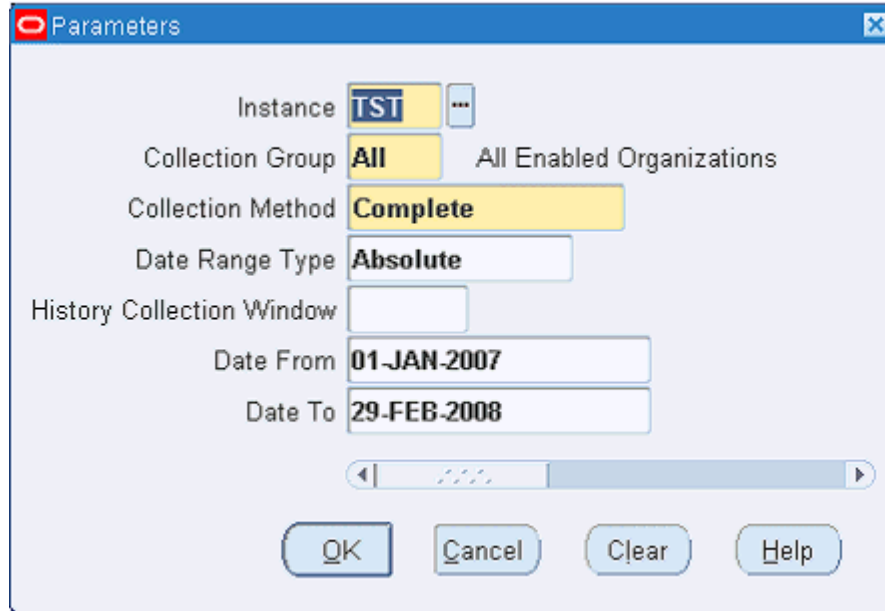 Parameters
Instance TST ...
Collection Group All All Enabled Organizations
Collection Method Complete
Date Range Type Absolute
History Collection Window
Date From 01-JAN-2007
Date To 29-FEB-2008
OK Cancel Clear Help